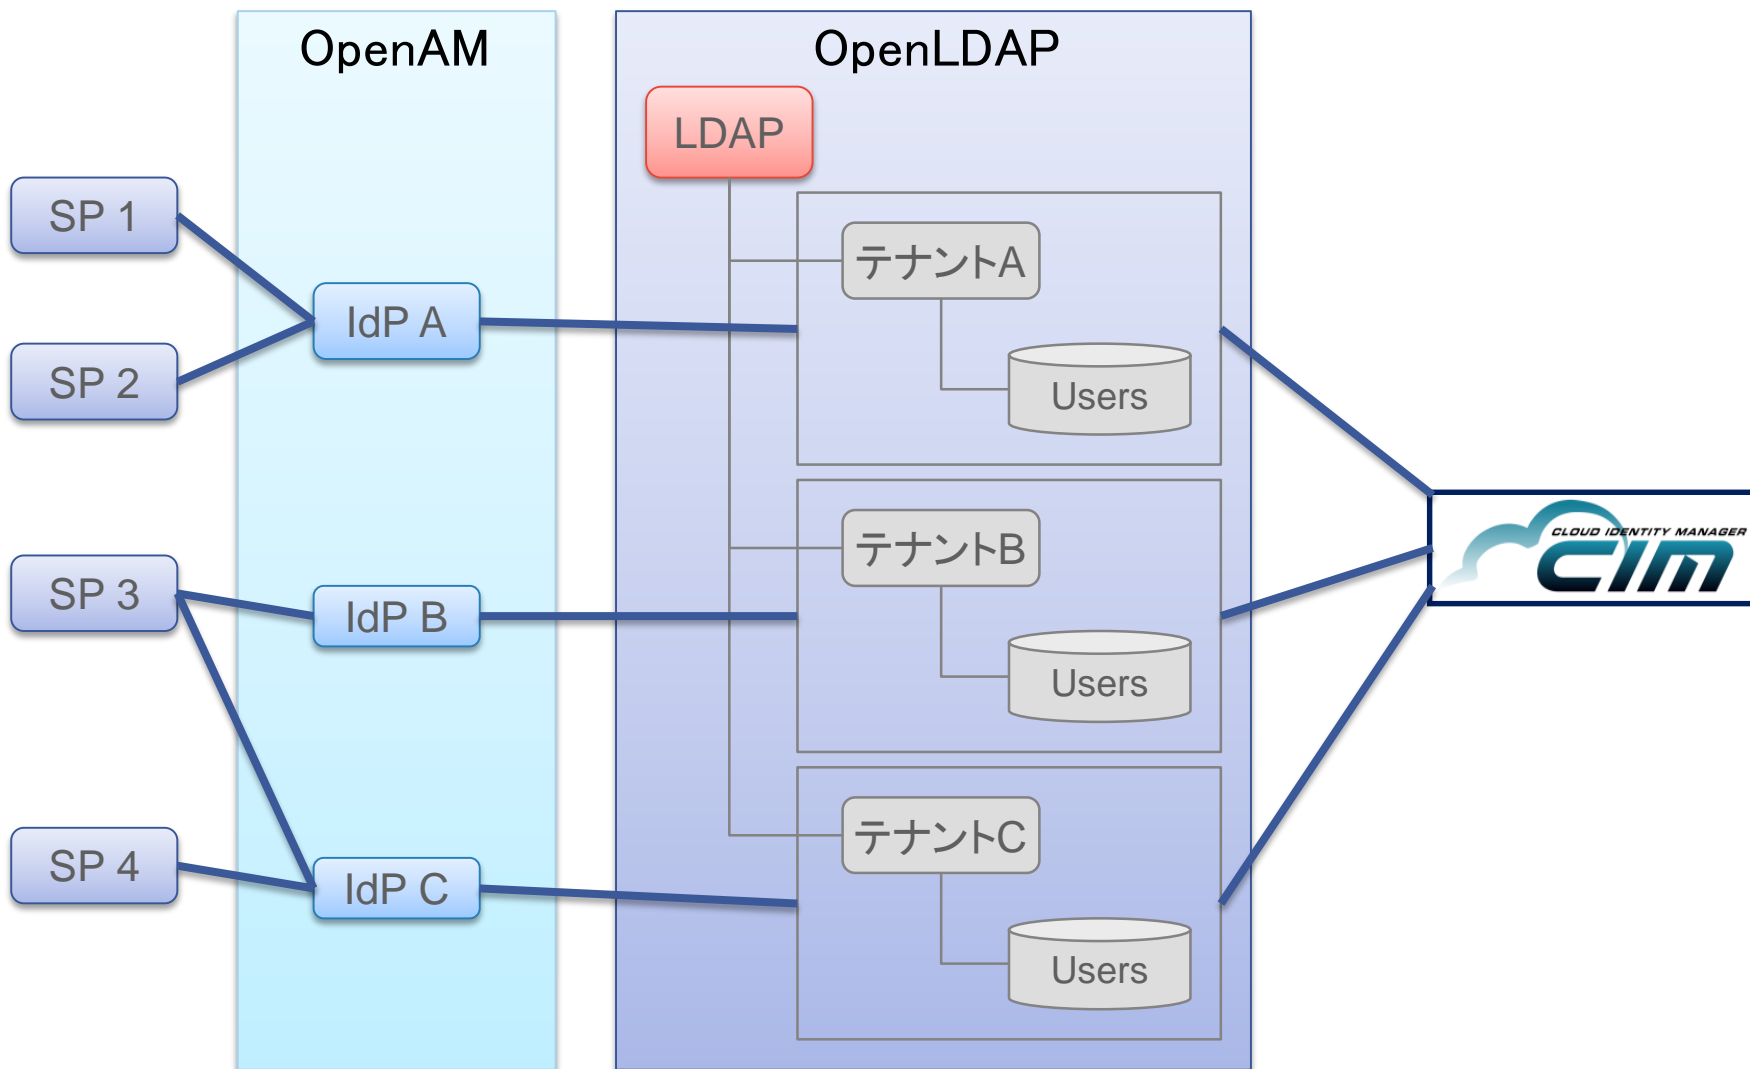 OpenAM
OpenLDAP
LDAP
SP 1
テナントA
IdP A
SP 2
Users
CLOUD IDENTITY MANAGER
CIM
テナントB
SP 3
IdP B
Users
テナントC
SP 4
IdP C
Users